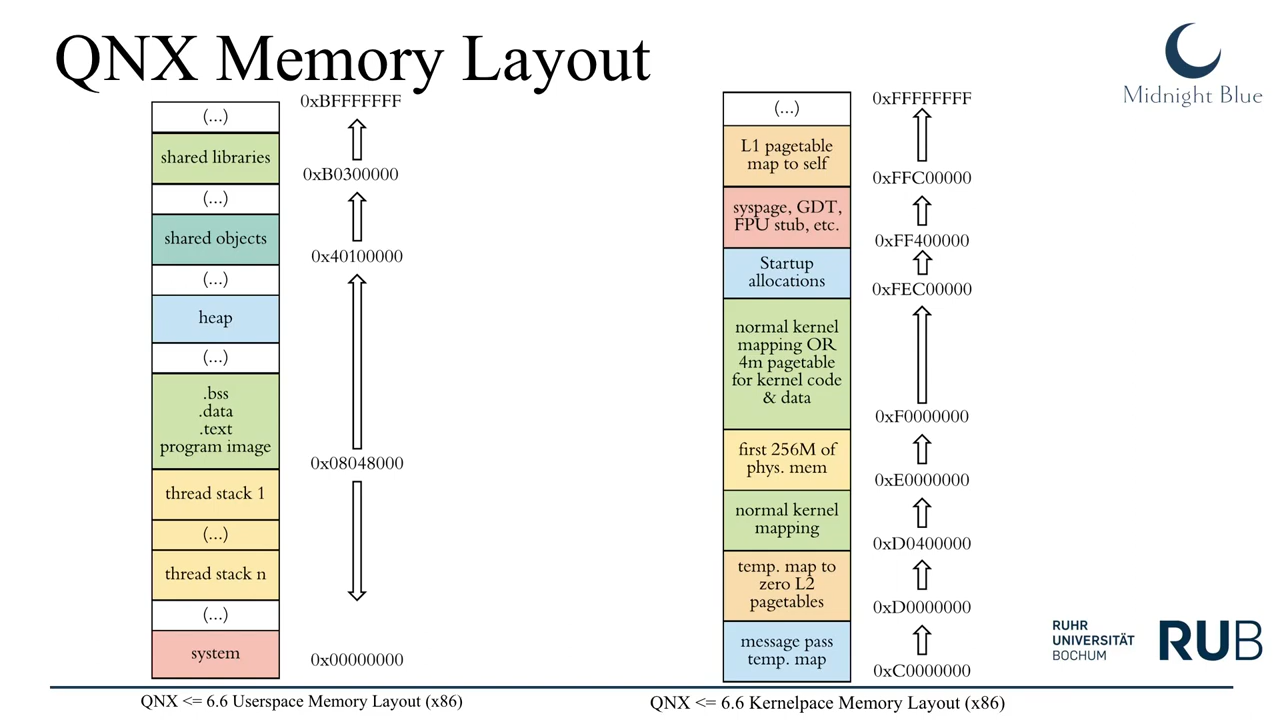 QNX Memory Layout
Midnight Blue
(...)
shared libraries
(...)
shared objects
(...)
heap
(...)
.bss
.data
.text
program image
thread stack 1
(...)
thread stack n
(...)
system
0xBFFFFFFF
0xB0300000
0x40100000
0x08048000
0x00000000
QNX <= 6.6 Userspace Memory Layout (x86)
(...)
L1 pagetable
map to self
syspage, GDT,
FPU stub, etc.
Startup
allocations
normal kernel
mapping OR
4m pagetable
for kernel code
& data
first 256M of
phys. mem
normal kernel
mapping
temp. map to
zero L2
pagetables
message pass
temp. map
0xFFFFFFFF
0xFFC00000
0xFF400000
0xFEC00000
0xF0000000
0xE0000000
0xD0400000
0xD0000000
0xC0000000
QNX <= 6.6 Kernelpace Memory Layout (x86)
RUHR
UNIVERSITÄT
BOCHUM
RUB